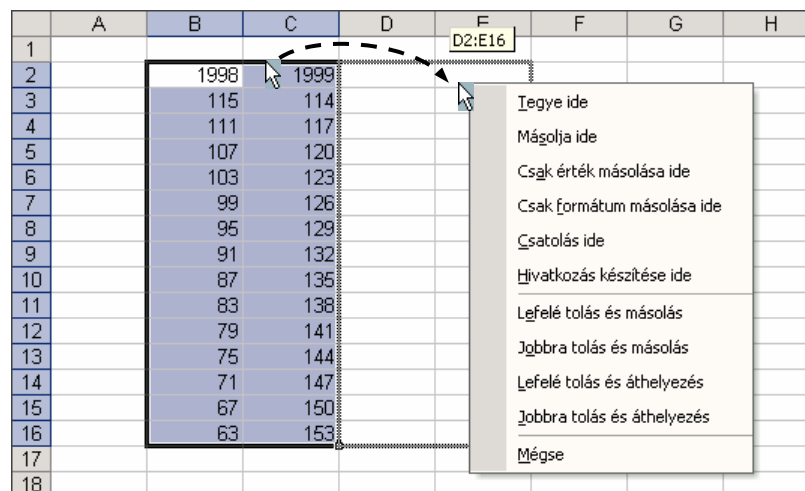 A B C D E F G H
D2:E16
1
2 1998 1999
3 115 114
4 111 117
5 107 120
6 103 123
7 99 126
8 95 129
9 91 132
10 87 135
11 83 138
12 79 141
13 75 144
14 71 147
15 67 150
16 63 153
17
18
Tegye ide
Másolja ide
Csak érték másolása ide
Csak formátum másolása ide
Csatolás ide
Hivatkozás készítése ide
Lefelé tolás és másolás
Jobbra tolás és másolás
Lefelé tolás és áthelyezés
Jobbra tolás és áthelyezés
Mégse